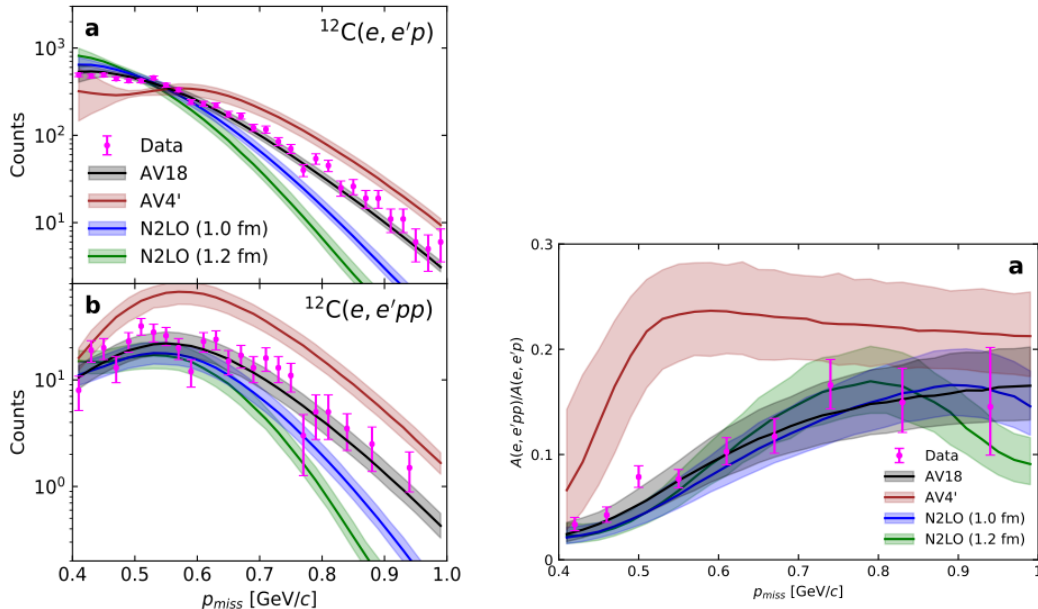 a
¹²C(e, e′p)
10³
10²
10¹
Counts
Data
AV18
AV4'
N2LO (1.0 fm)
N2LO (1.2 fm)
b
¹²C(e, e′pp)
10¹
10⁰
Counts
0.4 0.5 0.6 0.7 0.8 0.9 1.0
p_miss [GeV/c]
a
0.3
0.2
0.1
0
A(e, e′pp)/A(e, e′p)
Data
AV18
AV4'
N2LO (1.0 fm)
N2LO (1.2 fm)
0.4 0.5 0.6 0.7 0.8 0.9 1
p_miss [GeV/c]